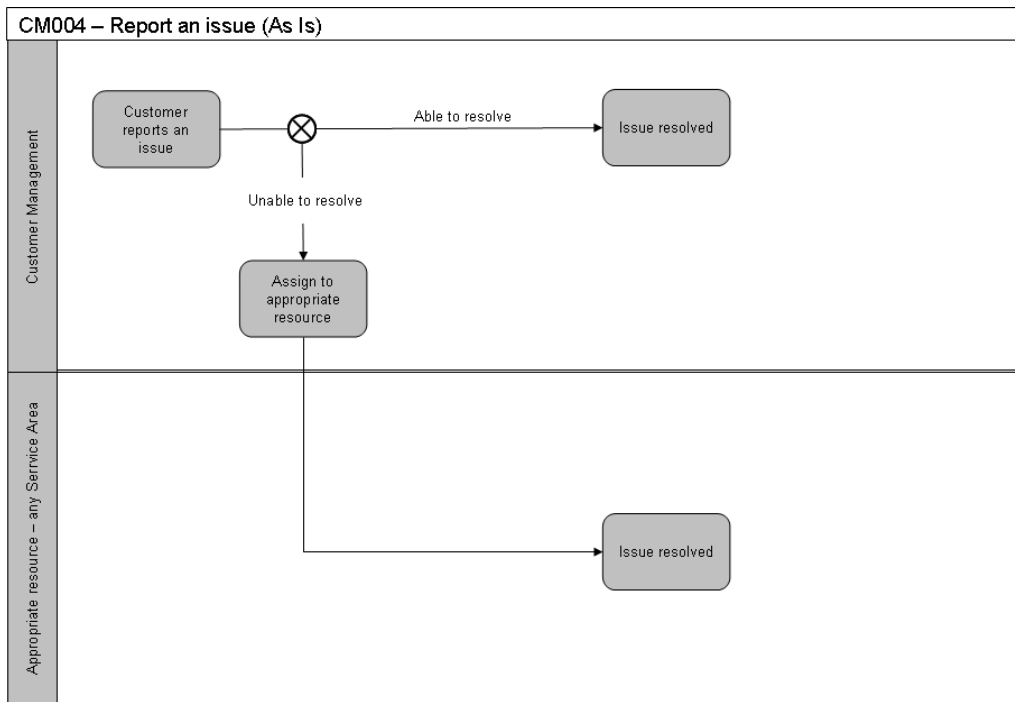 CM004 – Report an issue (As Is)
Customer Management
Customer
reports an
issue
Able to resolve
Issue resolved
Unable to resolve
Assign to
appropriate
resource
Appropriate resource – any Serrvice Area
Issue resolved